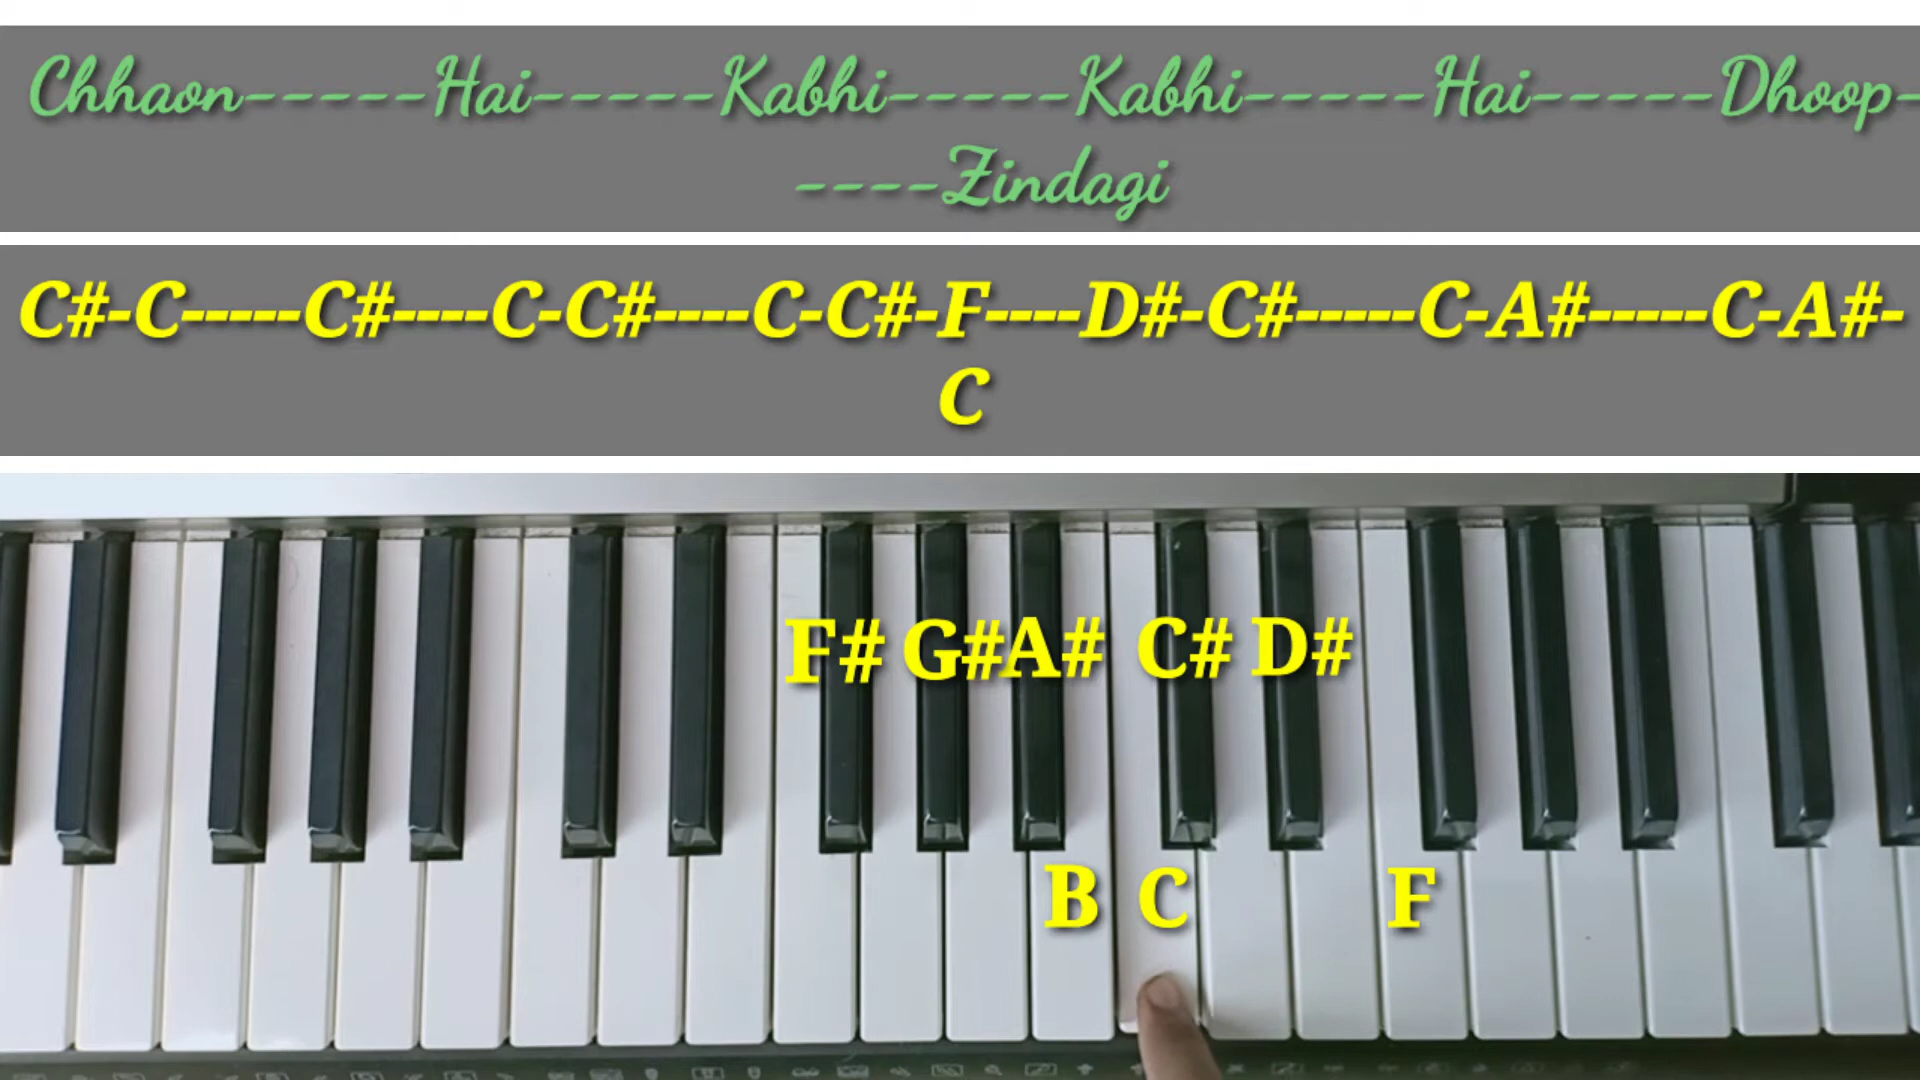 Chhaon-----Hai-----Kabhi-----Kabhi-----Hai-----Dhoop-
----Zindagi
C#-C-----C#----C-C#----C-C#-F----D#-C#-----C-A#-----C-A#-
C
F# G# A# C# D#
B C F